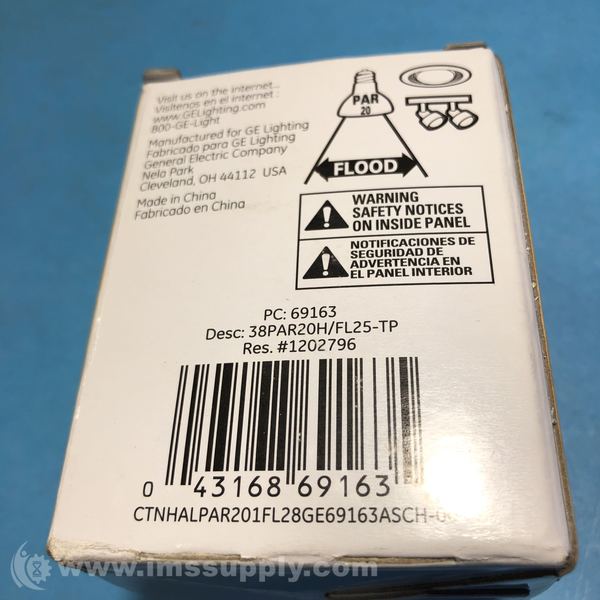 Visit us on the internet...
Visítenos en el internet:
www.GELighting.com
800-GE-Light
Manufactured for GE Lighting
Fabricado para GE Lighting
General Electric Company
Nela Park
Cleveland, OH 44112 USA
Made in China
Fabricado en China
PAR
20
FLOOD
WARNING
SAFETY NOTICES
ON INSIDE PANEL
NOTIFICACIONES DE
SEGURIDAD DE
ADVERTENCIA EN
EL PANEL INTERIOR
PC: 69163
Desc: 38PAR20H/FL25-TP
Res. #1202796
0 43168 69163
www.imssupply.com